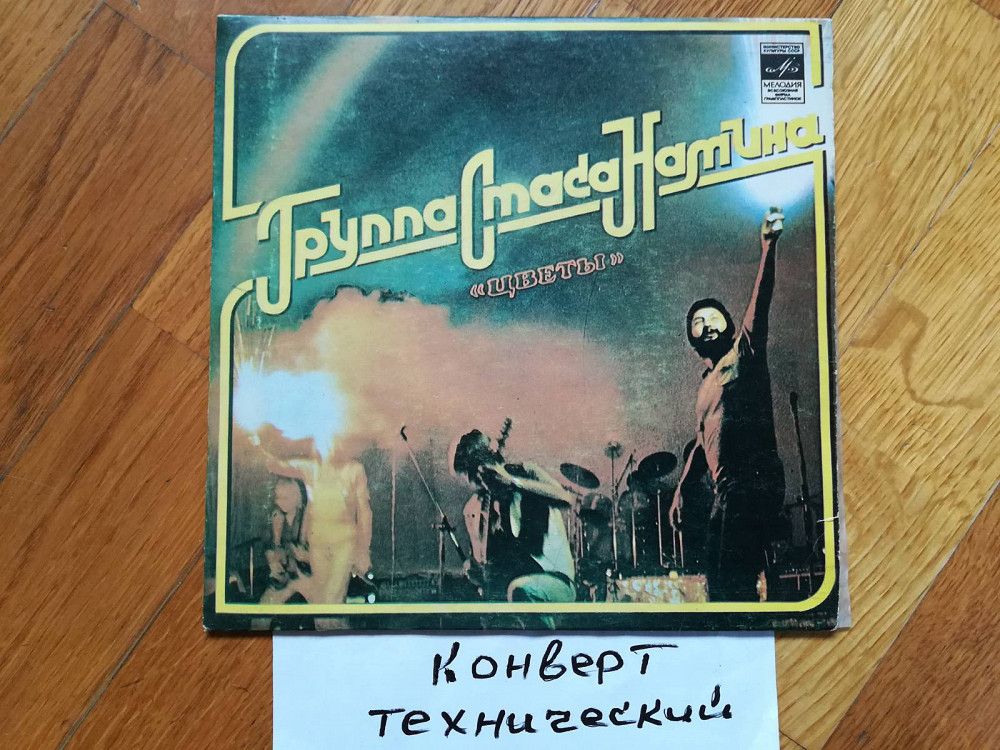 МИНИСТЕРСТВО
КУЛЬТУРЫ СССР
МЕЛОДИЯ
ВСЕСОЮЗНАЯ
ФИРМА
ГРАМПЛАСТИНОК
Группа Стаса Намина
«ЦВЕТЫ»
Конверт
технический